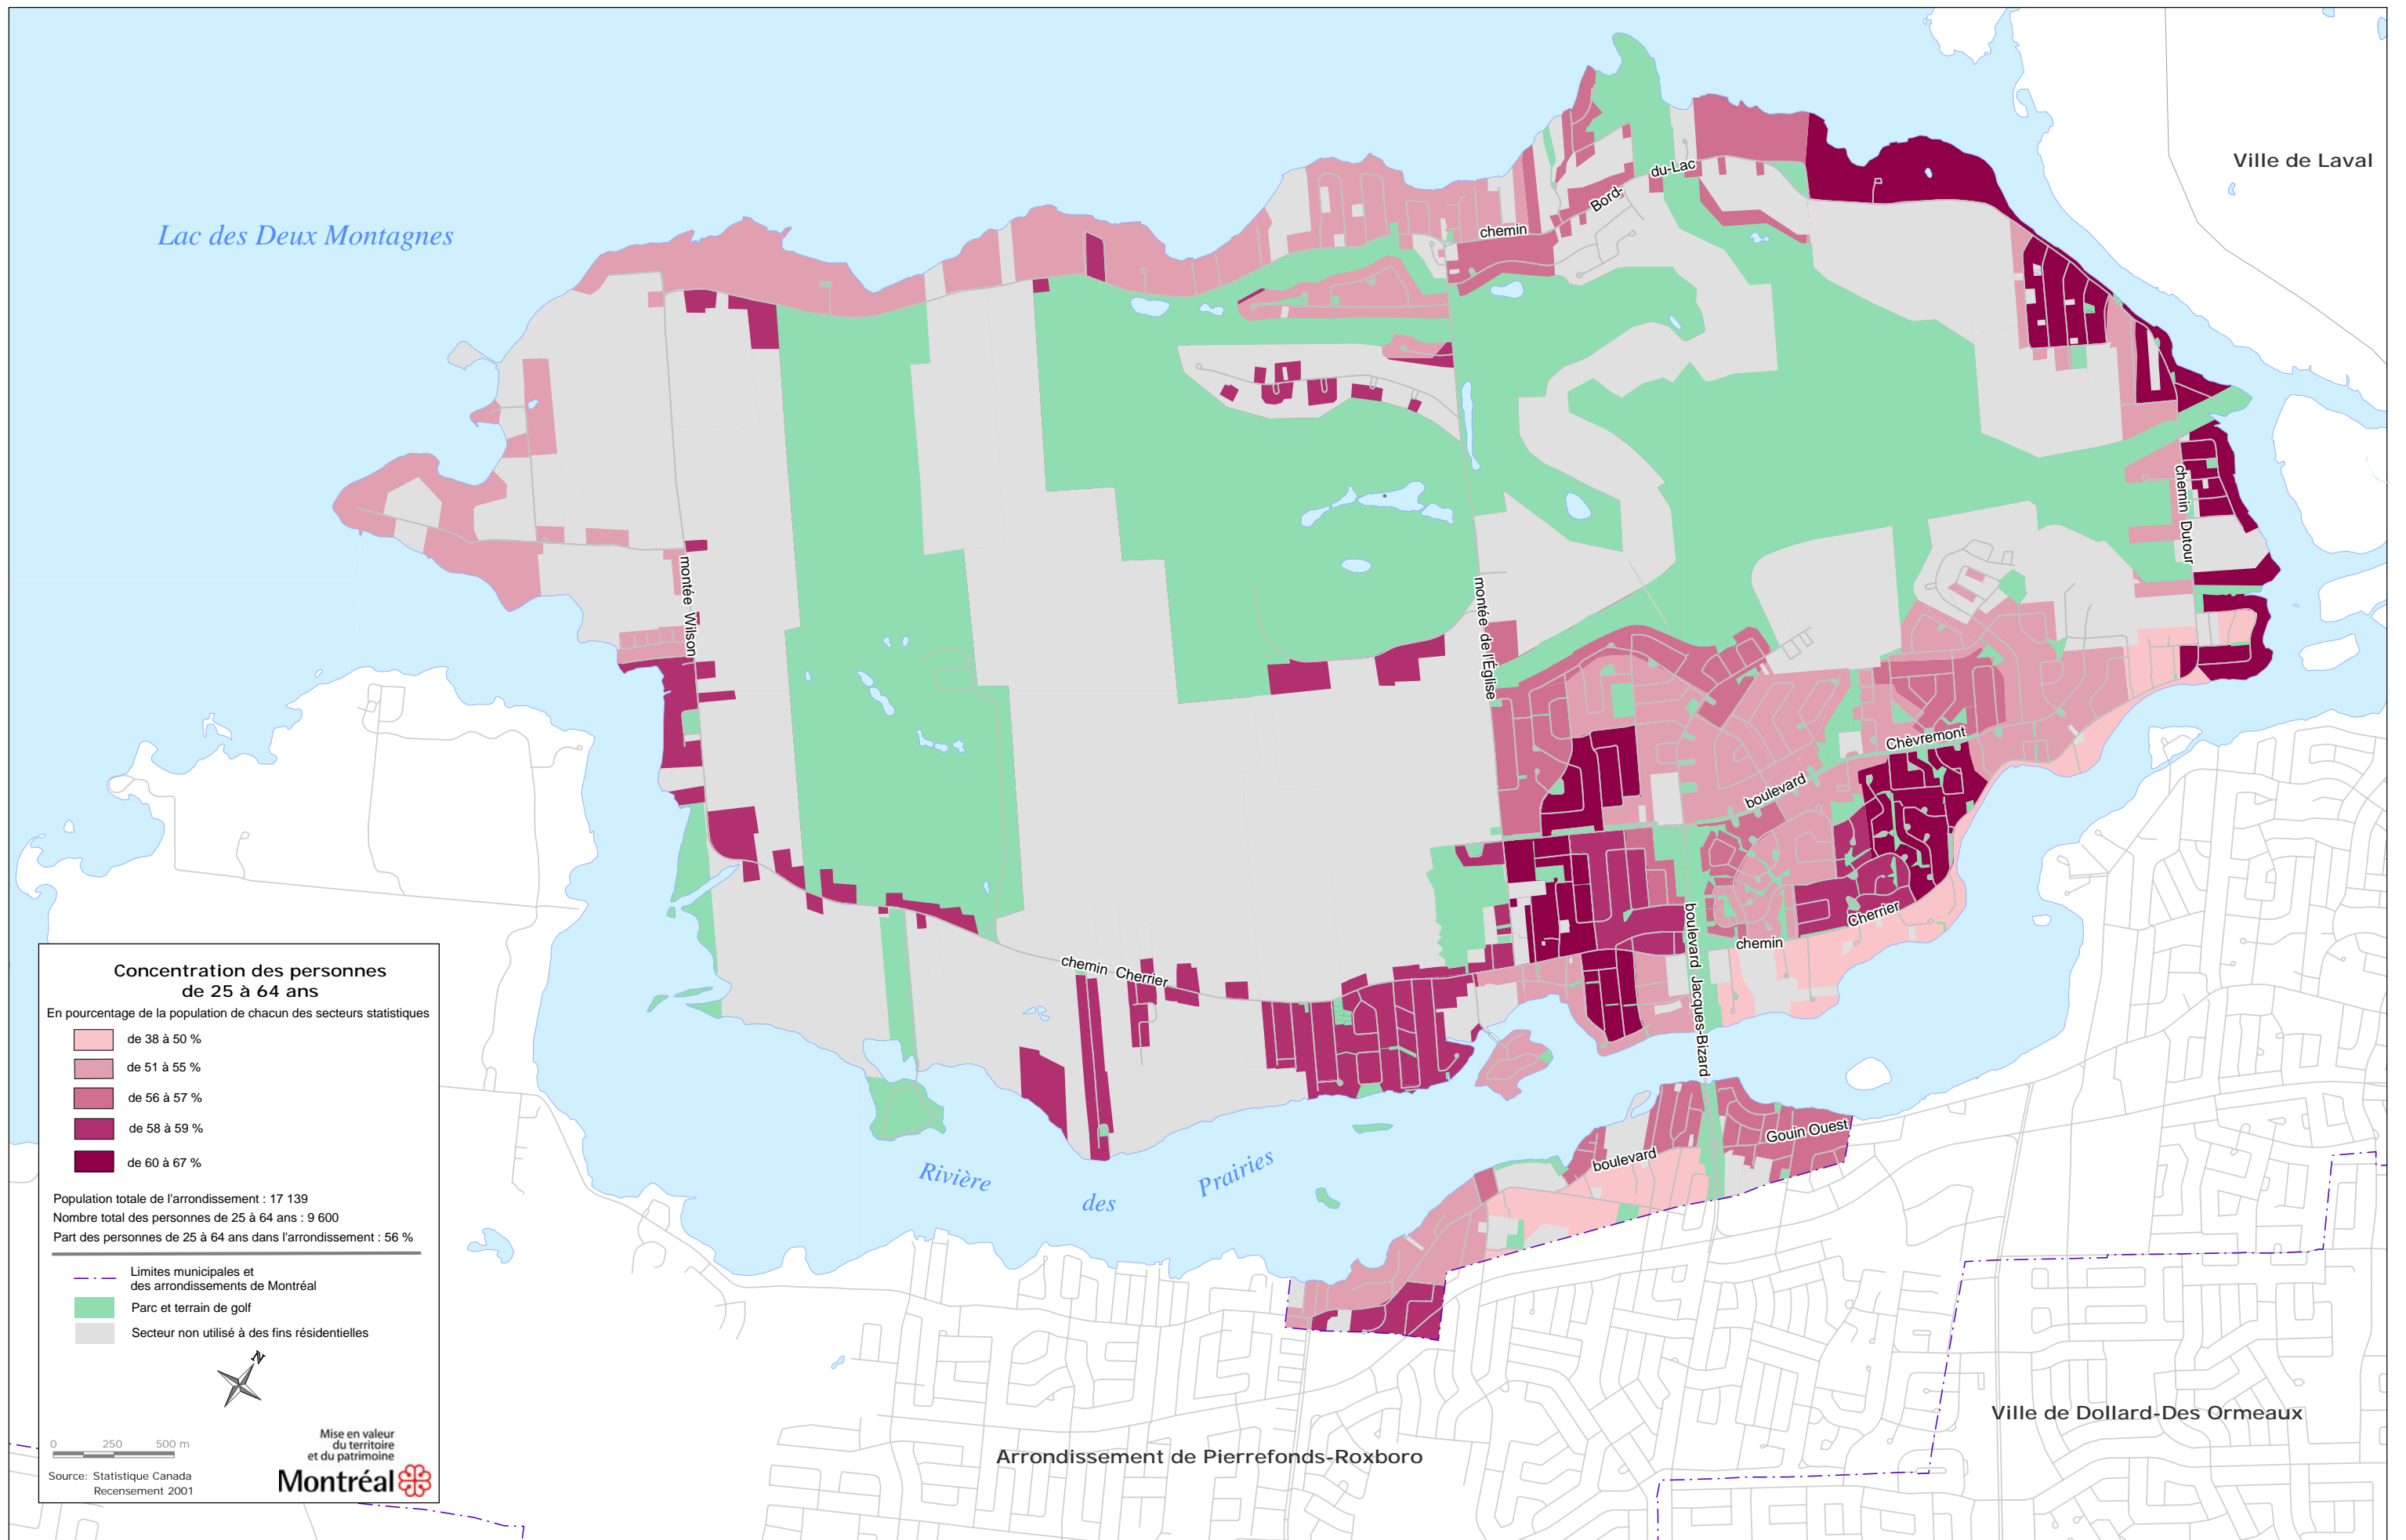 Ville de Laval
Lac des Deux Montagnes
chemin Bord-du-Lac
chemin Dutour
montée Wilson
montée de l'Église
boulevard Chèvremont
chemin Cherrier
boulevard Jacques-Bizard
chemin Cherrier
boulevard Gouin Ouest
Rivière des Prairies
Arrondissement de Pierrefonds-Roxboro
Ville de Dollard-Des Ormeaux
Concentration des personnes
de 25 à 64 ans
En pourcentage de la population de chacun des secteurs statistiques
de 38 à 50 %
de 51 à 55 %
de 56 à 57 %
de 58 à 59 %
de 60 à 67 %
Population totale de l'arrondissement : 17 139
Nombre total des personnes de 25 à 64 ans : 9 600
Part des personnes de 25 à 64 ans dans l'arrondissement : 56 %
Limites municipales et
des arrondissements de Montréal
Parc et terrain de golf
Secteur non utilisé à des fins résidentielles
N
0 250 500 m
Source: Statistique Canada
Recensement 2001
Mise en valeur
du territoire
et du patrimoine
Montréal